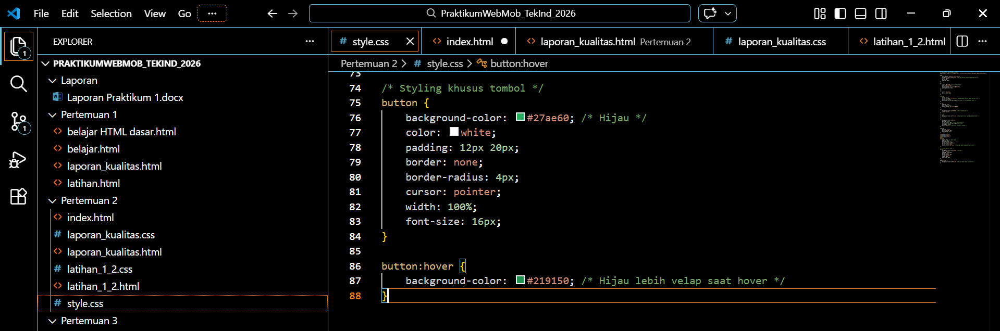 File Edit Selection View Go ···
PraktikumWebMob_TekInd_2026
EXPLORER
PRAKTIKUMWEBMOB_TEKIND_2026
Laporan
Laporan Praktikum 1.docx
Pertemuan 1
belajar HTML dasar.html
belajar.html
laporan_kualitas.html
latihan.html
Pertemuan 2
index.html
# laporan_kualitas.css
laporan_kualitas.html
# latihan_1_2.css
latihan_1_2.html
# style.css
Pertemuan 3
1
1
# style.css
index.html
laporan_kualitas.html Pertemuan 2
# laporan_kualitas.css
latihan_1_2.html
Pertemuan 2 > # style.css > button:hover
73
74 /* Styling khusus tombol */
75 button {
76 background-color: #27ae60; /* Hijau */
77 color: white;
78 padding: 12px 20px;
79 border: none;
80 border-radius: 4px;
81 cursor: pointer;
82 width: 100%;
83 font-size: 16px;
84 }
85
86 button:hover {
87 background-color: #219150; /* Hijau lebih velap saat hover */
88 }